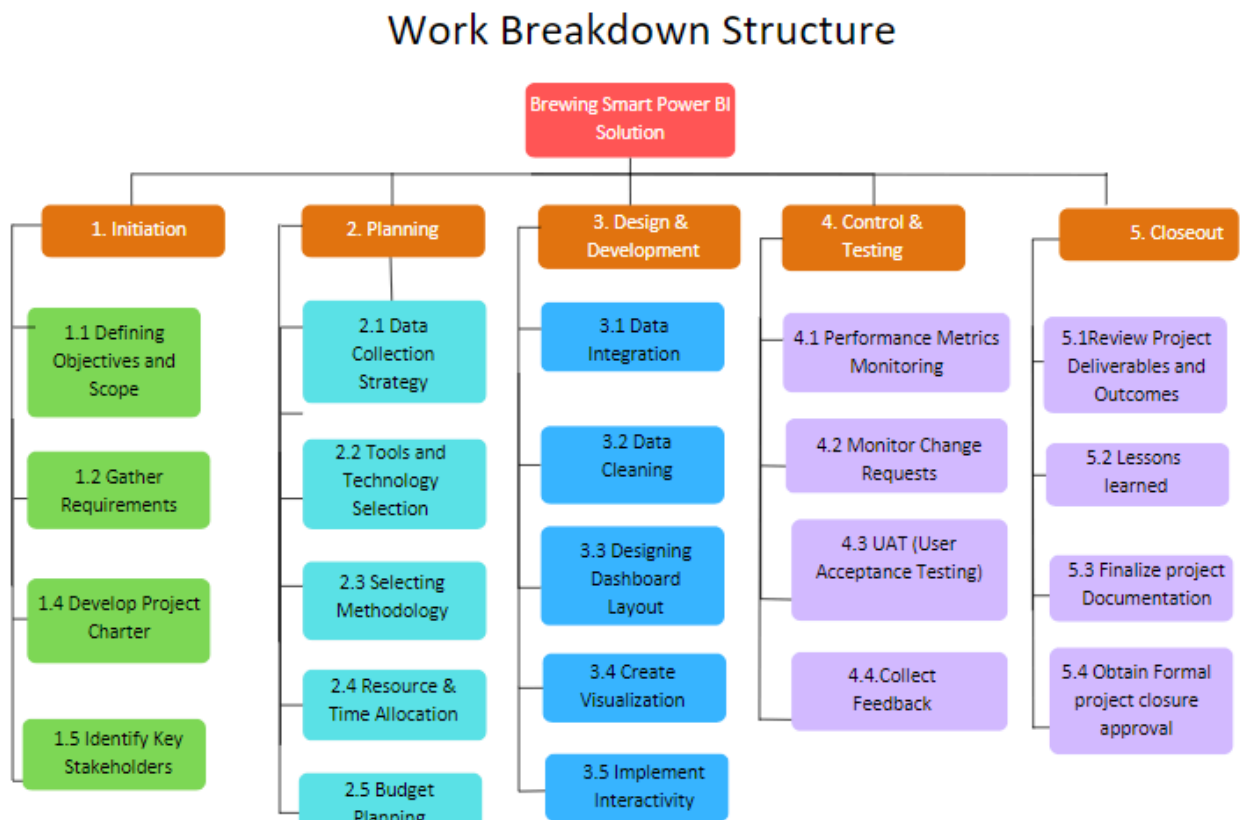 Work Breakdown Structure
Brewing Smart Power BI
Solution
1. Initiation
1.1 Defining
Objectives and
Scope
1.2 Gather
Requirements
1.4 Develop Project
Charter
1.5 Identify Key
Stakeholders
2. Planning
2.1 Data
Collection
Strategy
2.2 Tools and
Technology
Selection
2.3 Selecting
Methodology
2.4 Resource &
Time Allocation
2.5 Budget
Planning
3. Design &
Development
3.1 Data
Integration
3.2 Data
Cleaning
3.3 Designing
Dashboard
Layout
3.4 Create
Visualization
3.5 Implement
Interactivity
4. Control &
Testing
4.1 Performance Metrics
Monitoring
4.2 Monitor Change
Requests
4.3 UAT (User
Acceptance Testing)
4.4.Collect
Feedback
5. Closeout
5.1Review Project
Deliverables and
Outcomes
5.2 Lessons
learned
5.3 Finalize project
Documentation
5.4 Obtain Formal
project closure
approval